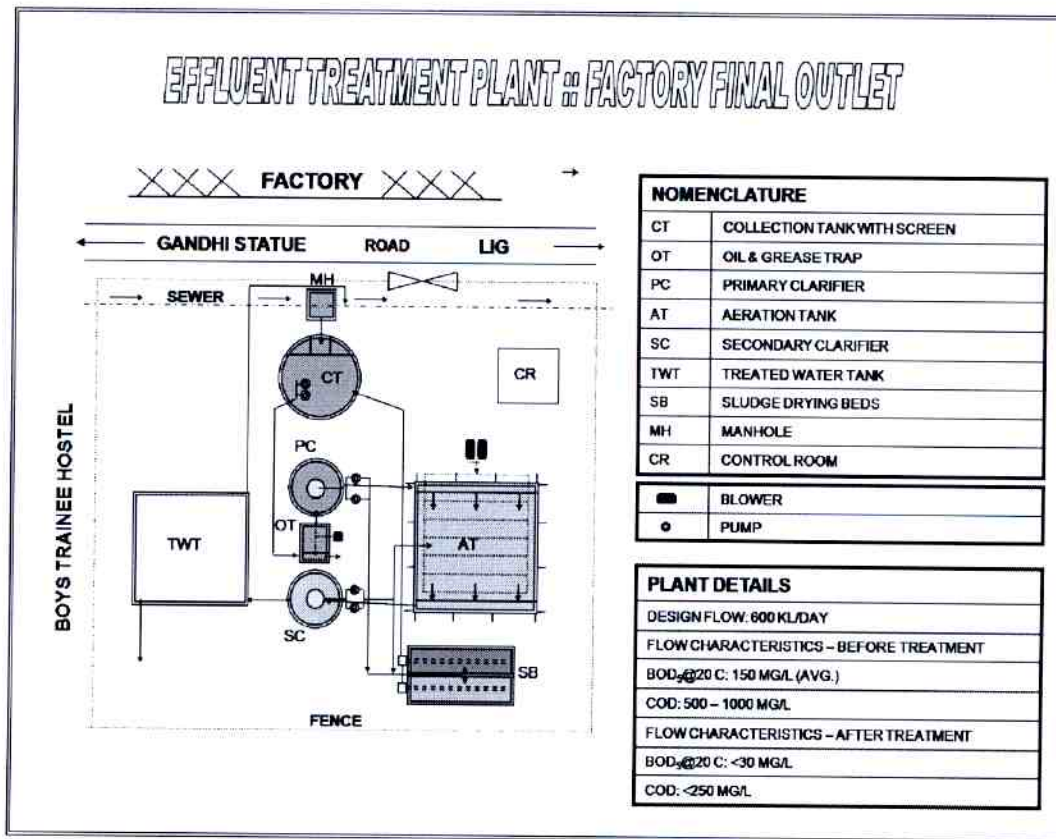 EFFLUENT TREATMENT PLANT :: FACTORY FINAL OUTLET
FACTORY
GANDHI STATUE ROAD LIG
MH
SEWER
CT
CR
PC
OT
TWT
AT
SC
SB
BOYS TRAINEE HOSTEL
FENCE
NOMENCLATURE
CT COLLECTION TANK WITH SCREEN
OT OIL & GREASE TRAP
PC PRIMARY CLARIFIER
AT AERATION TANK
SC SECONDARY CLARIFIER
TWT TREATED WATER TANK
SB SLUDGE DRYING BEDS
MH MANHOLE
CR CONTROL ROOM
BLOWER
PUMP
PLANT DETAILS
DESIGN FLOW: 600 KL/DAY
FLOW CHARACTERISTICS – BEFORE TREATMENT
BOD₅@20 C: 150 MG/L (AVG.)
COD: 500 – 1000 MG/L
FLOW CHARACTERISTICS – AFTER TREATMENT
BOD₅@20 C: <30 MG/L
COD: <250 MG/L